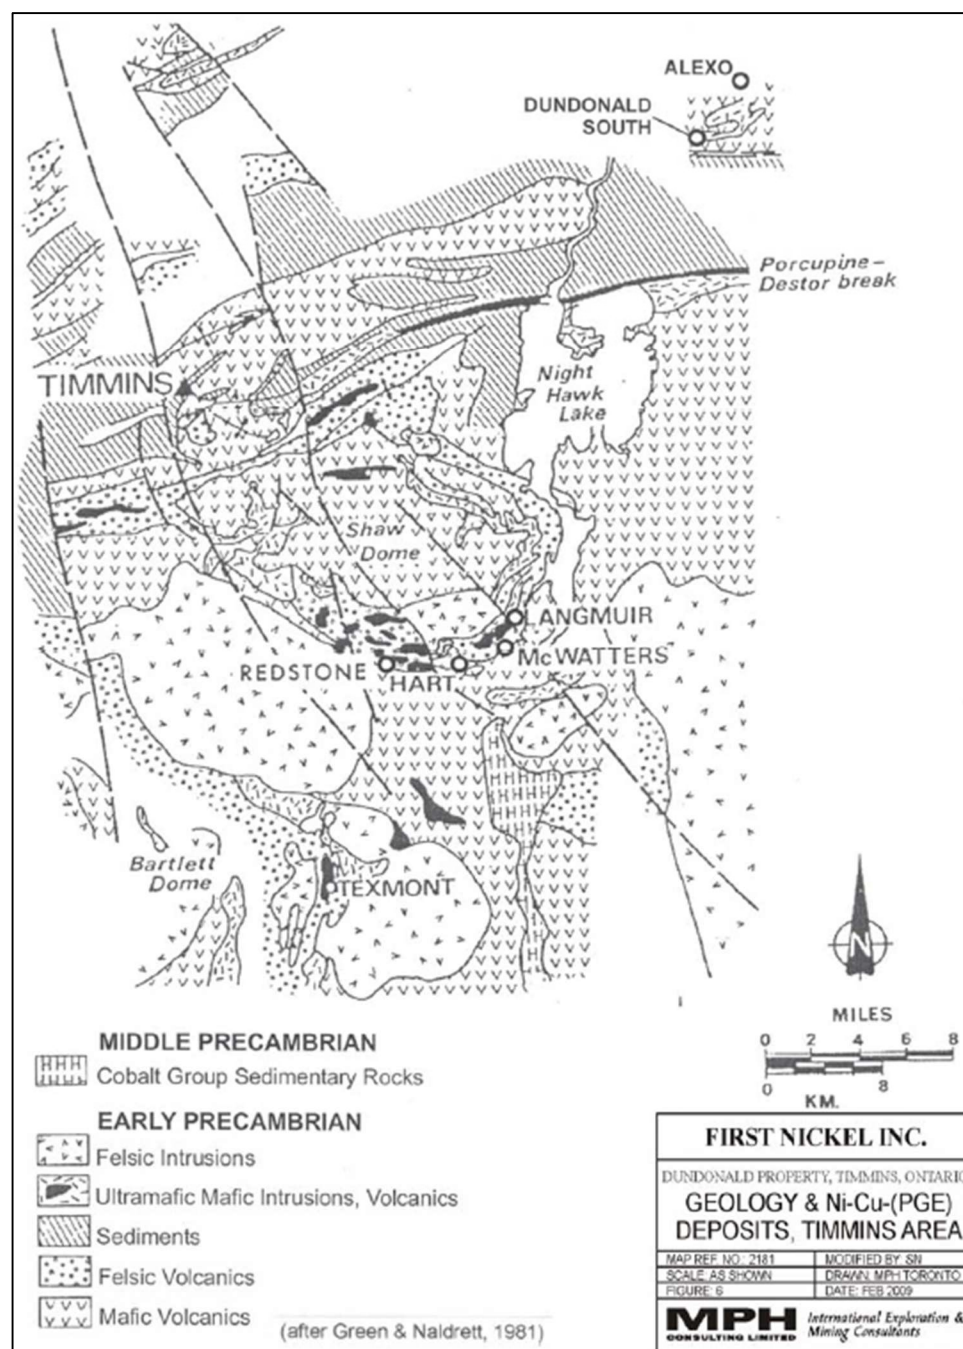 ALEXO
DUNDONALD
SOUTH
Porcupine–
Destor break
TIMMINS
Night
Hawk
Lake
Shaw
Dome
LANGMUIR
McWATTERS
REDSTONE
HART
Bartlett
Dome
TEXMONT
N
MILES
0 2 4 6 8
0 8
KM.
MIDDLE PRECAMBRIAN
Cobalt Group Sedimentary Rocks
EARLY PRECAMBRIAN
Felsic Intrusions
Ultramafic Mafic Intrusions, Volcanics
Sediments
Felsic Volcanics
Mafic Volcanics
(after Green & Naldrett, 1981)
FIRST NICKEL INC.
DUNDONALD PROPERTY, TIMMINS, ONTARIO
GEOLOGY & Ni-Cu-(PGE)
DEPOSITS, TIMMINS AREA
MAP REF. NO.: 2181 MODIFIED BY: SN
SCALE: AS SHOWN DRAWN: MPH TORONTO
FIGURE: 6 DATE: FEB 2009
MPH
CONSULTING LIMITED
International Exploration &
Mining Consultants